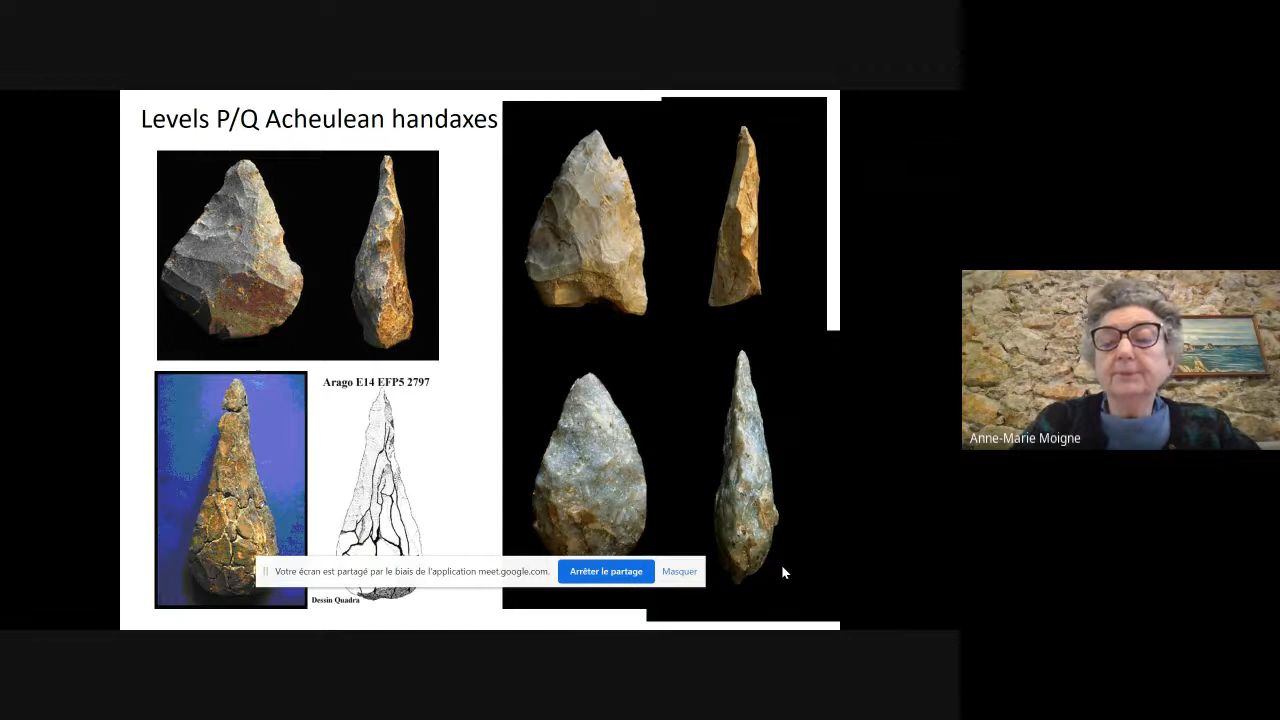 Levels P/Q Acheulean handaxes
Arago E14 EFP5 2797
Votre écran est partagé par le biais de l'application meet.google.com.
Arrêter le partage
Masquer
Dessin Quadra
Anne-Marie Moigne